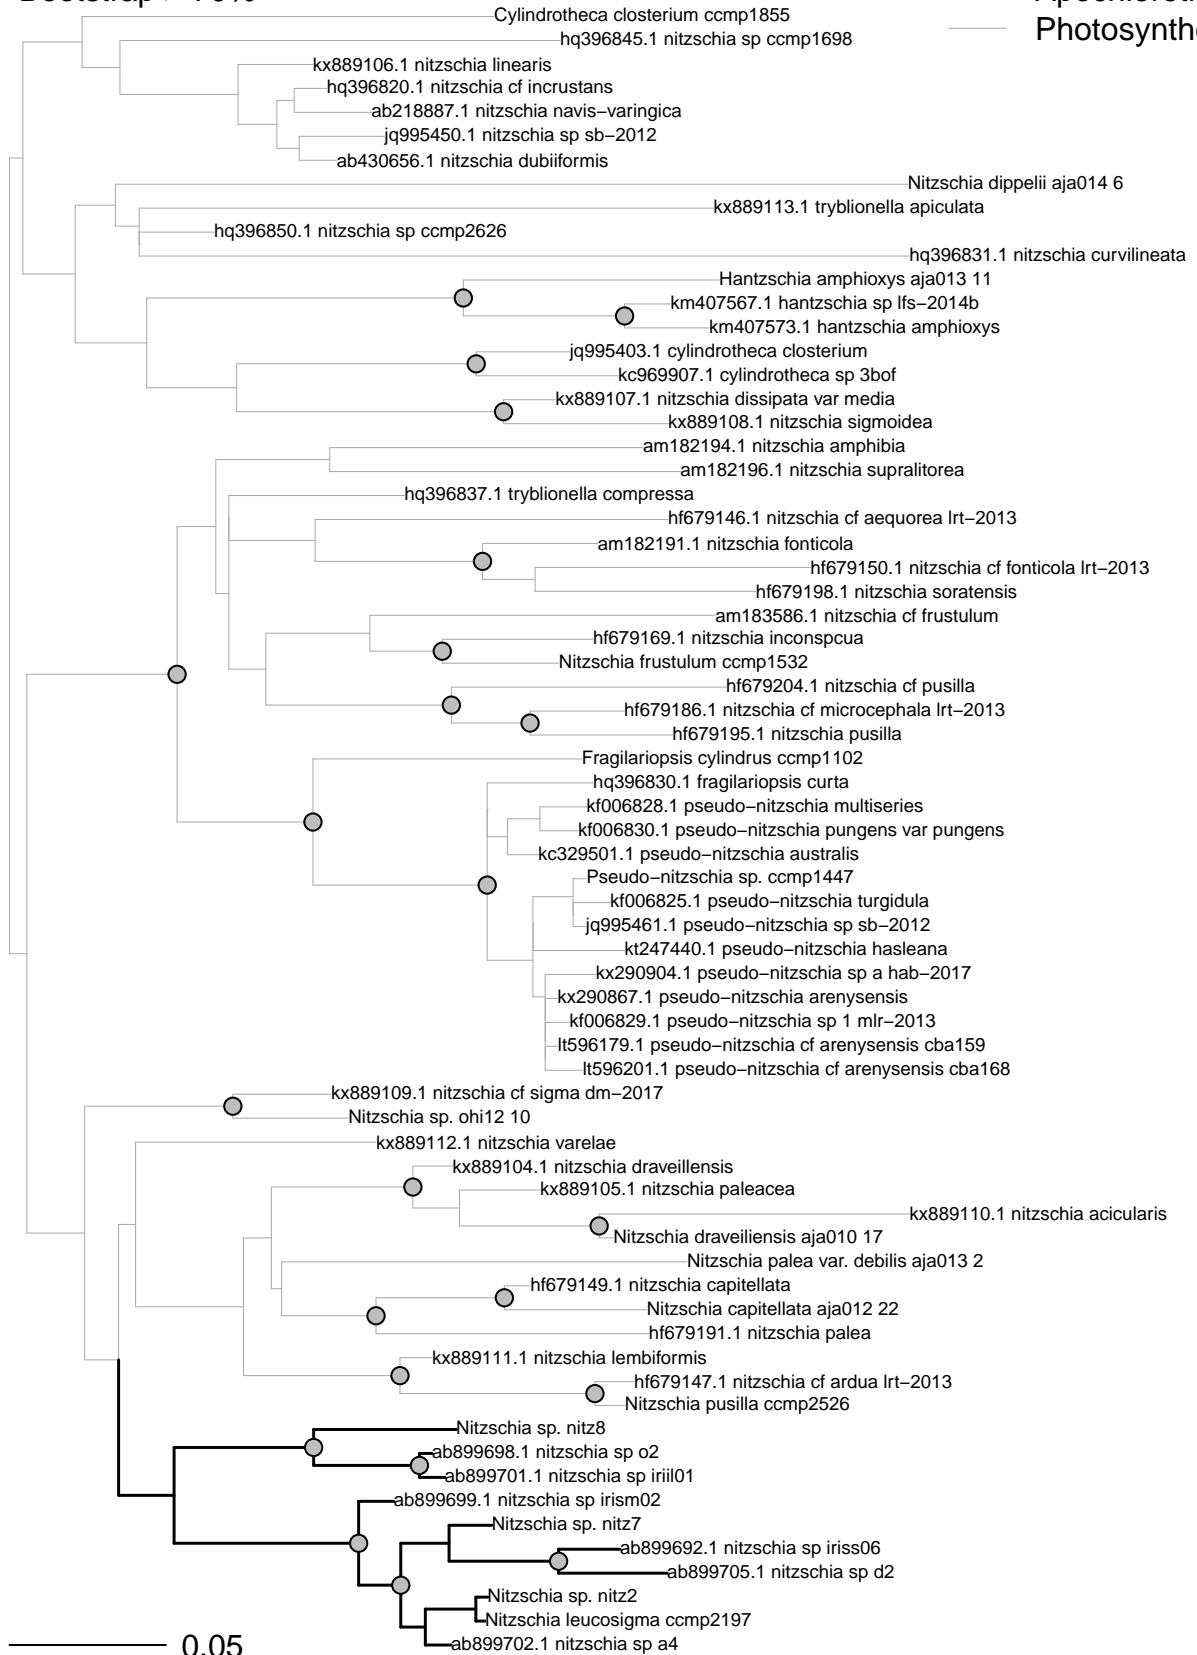 Cylindrotheca closterium ccmp1855
hq396845.1 nitzschia sp ccmp1698
Photosynthe
kx889106.1 nitzschia linearis
hq396820.1 nitzschia cf incrustans
ab218887.1 nitzschia navis−varingica
jq995450.1 nitzschia sp sb−2012
ab430656.1 nitzschia dubiiformis
Nitzschia dippelii aja014 6
kx889113.1 tryblionella apiculata
hq396850.1 nitzschia sp ccmp2626
hq396831.1 nitzschia curvilineata
Hantzschia amphioxys aja013 11
km407567.1 hantzschia sp lfs−2014b
km407573.1 hantzschia amphioxys
jq995403.1 cylindrotheca closterium
kc969907.1 cylindrotheca sp 3bof
kx889107.1 nitzschia dissipata var media
kx889108.1 nitzschia sigmoidea
am182194.1 nitzschia amphibia
am182196.1 nitzschia supralitorea
hq396837.1 tryblionella compressa
hf679146.1 nitzschia cf aequorea lrt−2013
am182191.1 nitzschia fonticola
hf679150.1 nitzschia cf fonticola lrt−2013
hf679198.1 nitzschia soratensis
am183586.1 nitzschia cf frustulum
hf679169.1 nitzschia inconspcua
Nitzschia frustulum ccmp1532
hf679204.1 nitzschia cf pusilla
hf679186.1 nitzschia cf microcephala lrt−2013
hf679195.1 nitzschia pusilla
Fragilariopsis cylindrus ccmp1102
hq396830.1 fragilariopsis curta
kf006828.1 pseudo−nitzschia multiseries
kf006830.1 pseudo−nitzschia pungens var pungens
kc329501.1 pseudo−nitzschia australis
Pseudo−nitzschia sp. ccmp1447
kf006825.1 pseudo−nitzschia turgidula
jq995461.1 pseudo−nitzschia sp sb−2012
kt247440.1 pseudo−nitzschia hasleana
kx290904.1 pseudo−nitzschia sp a hab−2017
kx290867.1 pseudo−nitzschia arenysensis
kf006829.1 pseudo−nitzschia sp 1 mlr−2013
lt596179.1 pseudo−nitzschia cf arenysensis cba159
lt596201.1 pseudo−nitzschia cf arenysensis cba168
kx889109.1 nitzschia cf sigma dm−2017
Nitzschia sp. ohi12 10
kx889112.1 nitzschia varelae
kx889104.1 nitzschia draveillensis
kx889105.1 nitzschia paleacea
kx889110.1 nitzschia acicularis
Nitzschia draveiliensis aja010 17
Nitzschia palea var. debilis aja013 2
hf679149.1 nitzschia capitellata
Nitzschia capitellata aja012 22
hf679191.1 nitzschia palea
kx889111.1 nitzschia lembiformis
hf679147.1 nitzschia cf ardua lrt−2013
Nitzschia pusilla ccmp2526
Nitzschia sp. nitz8
ab899698.1 nitzschia sp o2
ab899701.1 nitzschia sp iriil01
ab899699.1 nitzschia sp irism02
Nitzschia sp. nitz7
ab899692.1 nitzschia sp iriss06
ab899705.1 nitzschia sp d2
Nitzschia sp. nitz2
Nitzschia leucosigma ccmp2197
ab899702.1 nitzschia sp a4
0.05